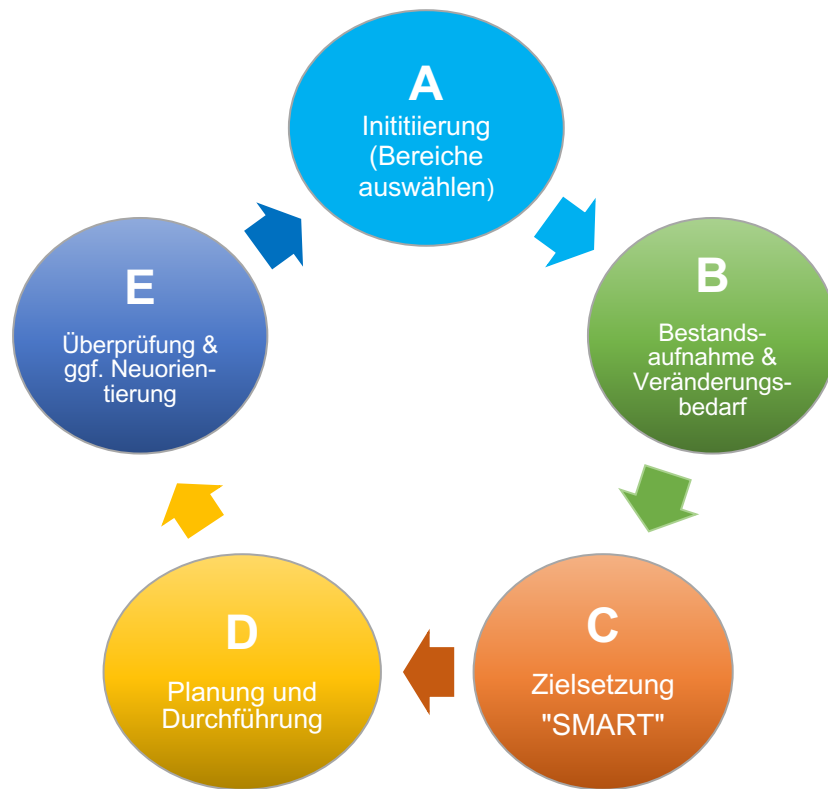 A
Inititiierung
(Bereiche
auswählen)
B
Bestands-
aufnahme &
Veränderungs-
bedarf
C
Zielsetzung
"SMART"
D
Planung und
Durchführung
E
Überprüfung &
ggf. Neuorien-
tierung